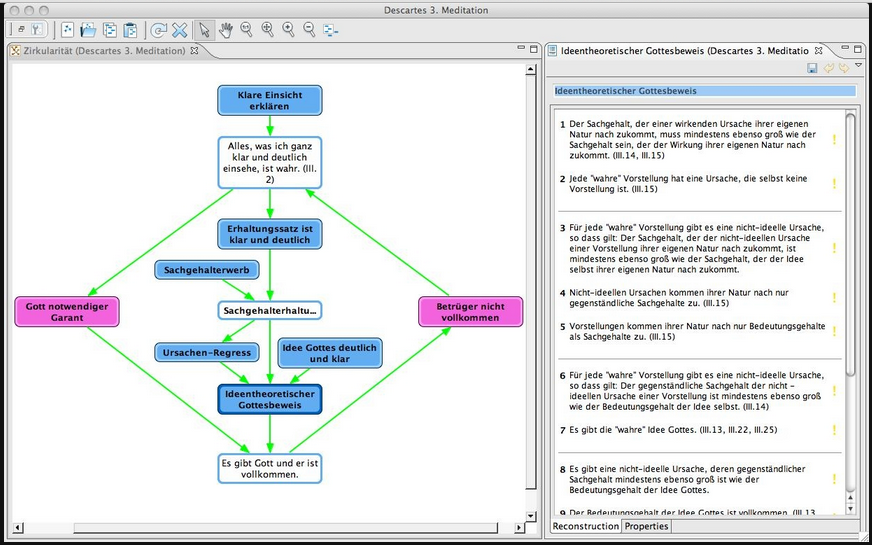 Descartes 3. Meditation
Zirkularität (Descartes 3. Meditation)
Klare Einsicht
erklären
Alles, was ich ganz
klar und deutlich
einsehe, ist wahr. (III.
2)
Erhaltungssatz ist
klar und deutlich
Sachgehalterwerb
Gott notwendiger
Garant
Sachgehalterhaltu...
Betrüger nicht
vollkommen
Ursachen-Regress
Idee Gottes deutlich
und klar
Ideentheoretischer
Gottesbeweis
Es gibt Gott und er ist
vollkommen.
Ideentheoretischer Gottesbeweis (Descartes 3. Meditatio
Ideentheoretischer Gottesbeweis
1 Der Sachgehalt, der einer wirkenden Ursache ihrer eigenen
Natur nach zukommt, muss mindestens ebenso groß wie der
Sachgehalt sein, der der Wirkung ihrer eigenen Natur nach
zukommt. (III.14, III.15)
2 Jede "wahre" Vorstellung hat eine Ursache, die selbst keine
Vorstellung ist. (III.15)
3 Für jede "wahre" Vorstellung gibt es eine nicht-ideelle Ursache,
so dass gilt: Der Sachgehalt, der der nicht-ideellen Ursache
einer Vorstellung ihrer eigenen Natur nach zukommt, ist
mindestens ebenso groß wie der Sachgehalt, der der Idee
selbst ihrer eigenen Natur nach zukommt.
4 Nicht-ideellen Ursachen kommen ihrer Natur nach nur
gegenständliche Sachgehalte zu. (III.15)
5 Vorstellungen kommen ihrer Natur nach nur Bedeutungsgehalte
als Sachgehalte zu. (III.15)
6 Für jede "wahre" Vorstellung gibt es eine nicht-ideelle Ursache,
so dass gilt: Der gegenständliche Sachgehalt der nicht -
ideellen Ursache einer Vorstellung ist mindestens ebenso groß
wie der Bedeutungsgehalt der Idee selbst. (III.14)
7 Es gibt die "wahre" Idee Gottes. (III.13, III.22, III.25)
8 Es gibt eine nicht-ideelle Ursache, deren gegenständlicher
Sachgehalt mindestens ebenso groß ist wie der
Bedeutungsgehalt der Idee Gottes.
9 Der Bedeutungsgehalt der Idee Gottes ist vollkommen. (III.13
Reconstruction Properties